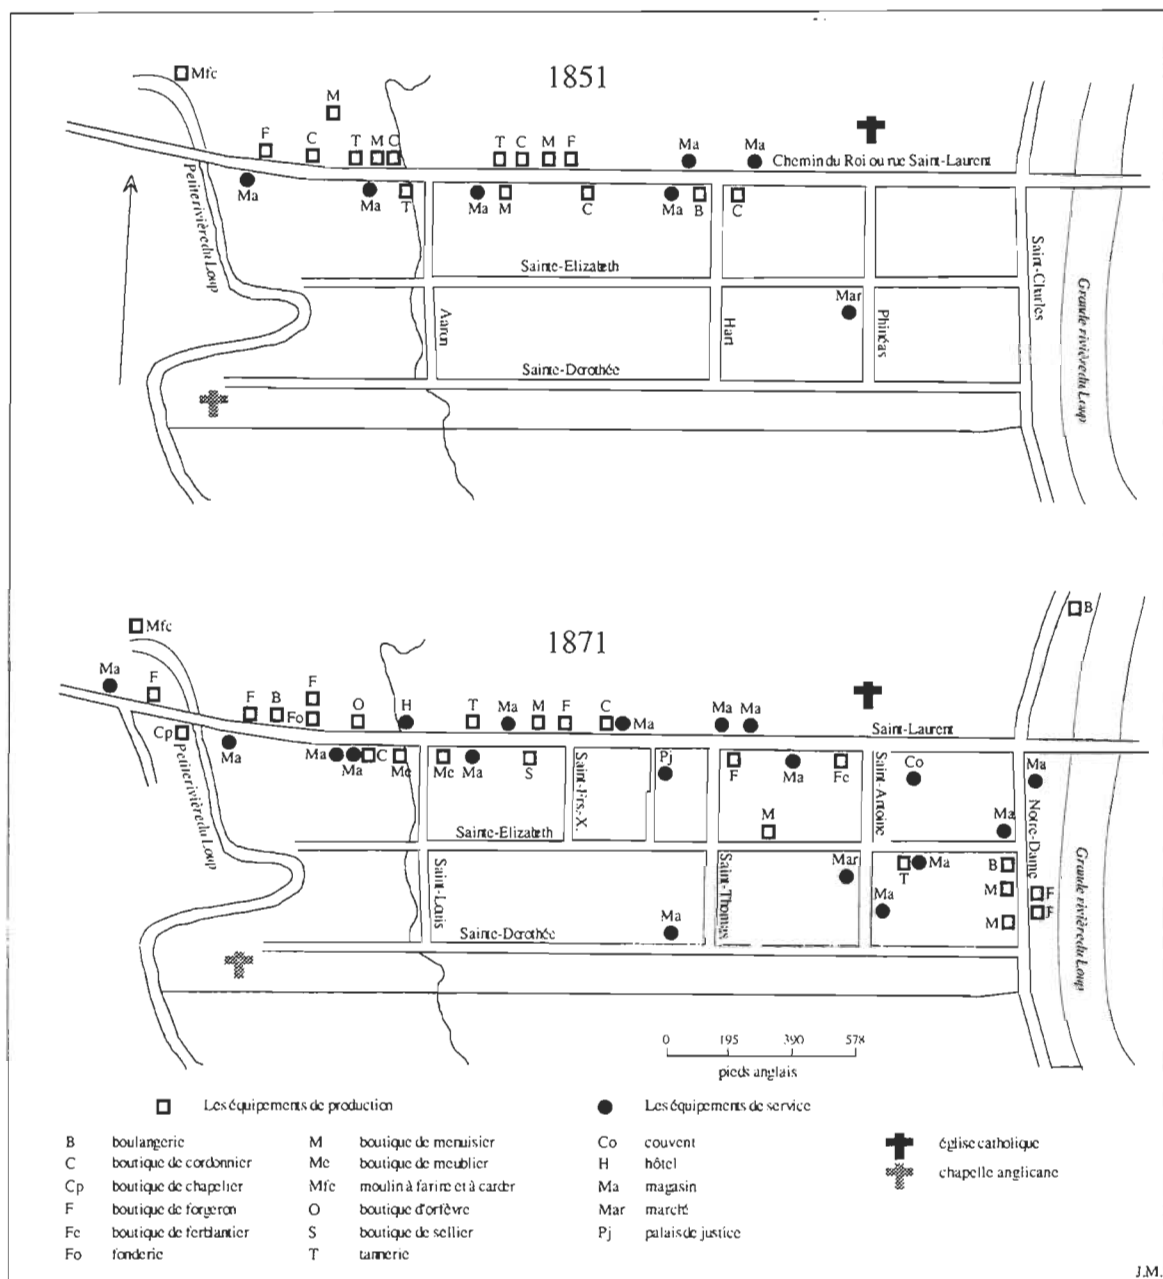 1851
Mfc
M
F C T M C T C M F Ma Ma
Chemin du Roi ou rue Saint-Laurent
Ma Ma T Ma M C Ma B C
Petite rivière du Loup
Sainte-Elizabeth
Saint-Charles
Grande rivière du Loup
Mar
Aaron
Hart
Phinéas
Sainte-Dorothée
1871
B
Mfc
Ma F F
F B Fo O H T Ma M F C Ma Ma Ma
Saint-Laurent
Cp
Petite rivière du Loup
Ma Ma Ma C Me Me Ma S Pj F Ma Fe Co Ma
Saint-Frs-X.
Saint-Antoine
Notre-Dame
M Ma
Sainte-Elizabeth
Saint-Louis
Saint-Thomas
Mar T Ma B
Grande rivière du Loup
Ma Ma M F
M F
Sainte-Dorothée
0 195 390 578
pieds anglais
Les équipements de production
Les équipements de service
B boulangerie
C boutique de cordonnier
Cp boutique de chapelier
F boutique de forgeron
Fe boutique de ferblantier
Fo fonderie
M boutique de menuisier
Me boutique de meublier
Mfc moulin à farine et à carder
O boutique d'orfèvre
S boutique de sellier
T tannerie
Co couvent
H hôtel
Ma magasin
Mar marché
Pj palais de justice
église catholique
chapelle anglicane
J.M.